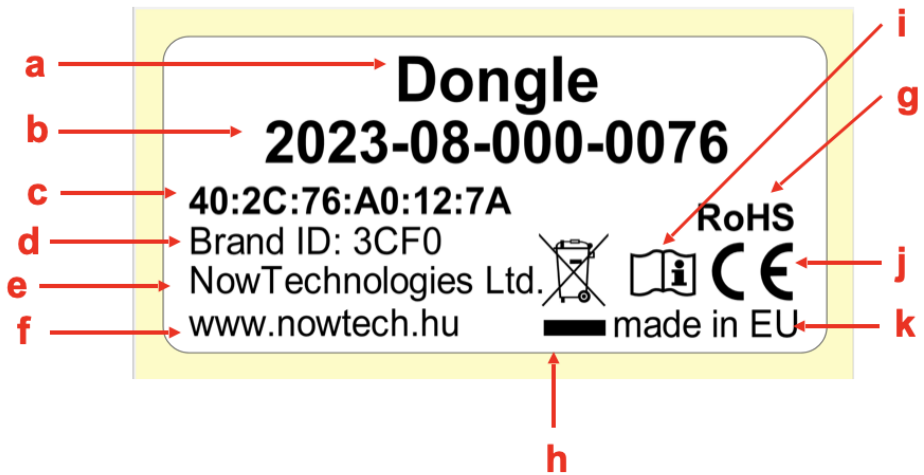 i
a
Dongle
g
b
2023-08-000-0076
c
40:2C:76:A0:12:7A
RoHS
d
Brand ID: 3CF0
j
CE
e
NowTechnologies Ltd.
f
www.nowtech.hu
made in EU
k
h